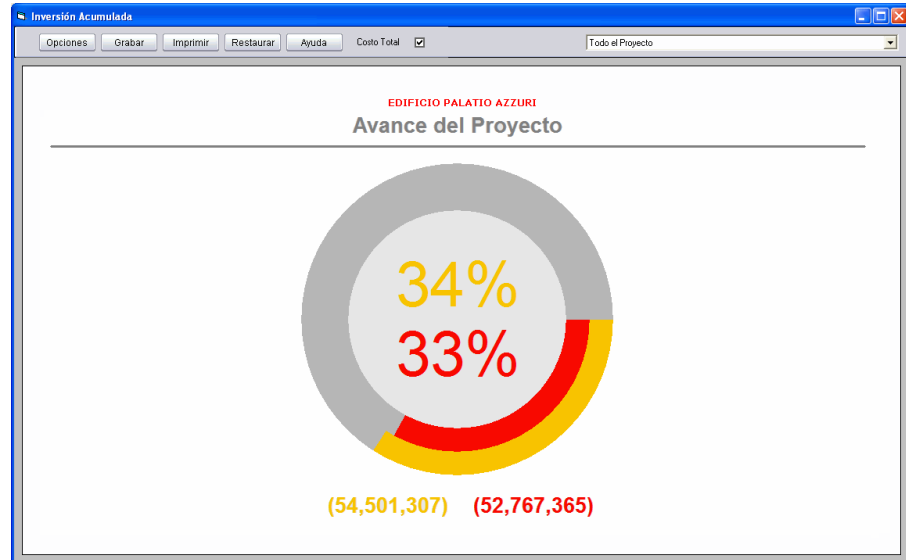 Inversión Acumulada
Opciones Grabar Imprimir Restaurar Ayuda Costo Total Todo el Proyecto
EDIFICIO PALATIO AZZURI
Avance del Proyecto
34%
33%
(54,501,307) (52,767,365)